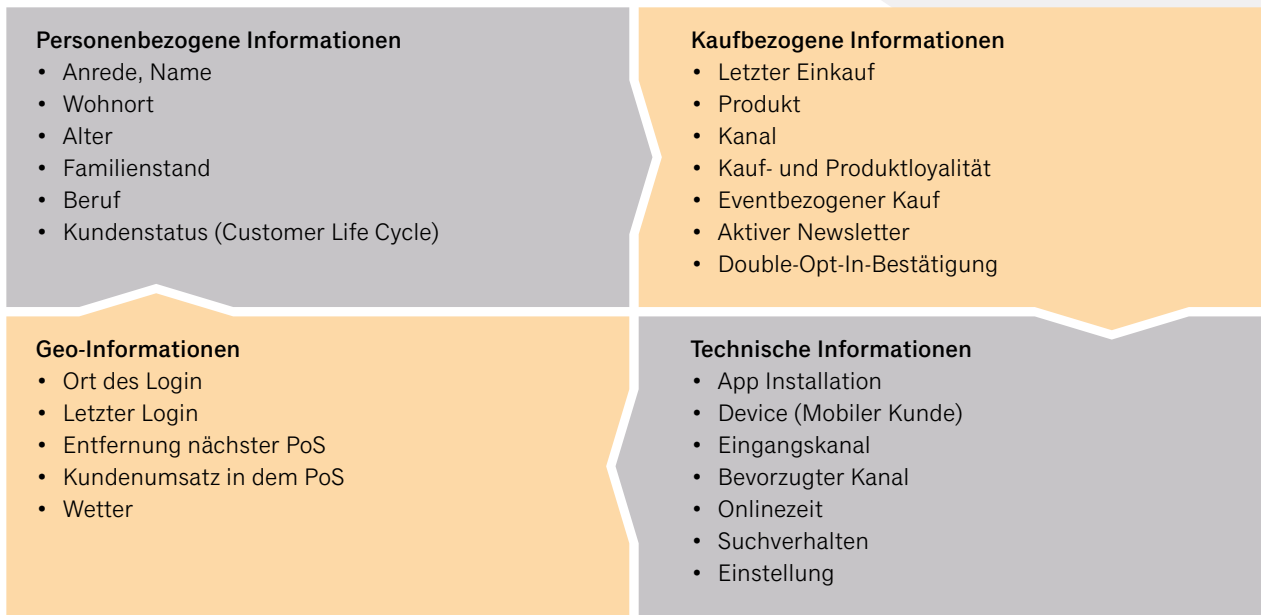 Personenbezogene Informationen
• Anrede, Name
• Wohnort
• Alter
• Familienstand
• Beruf
• Kundenstatus (Customer Life Cycle)
Kaufbezogene Informationen
• Letzter Einkauf
• Produkt
• Kanal
• Kauf- und Produktloyalität
• Eventbezogener Kauf
• Aktiver Newsletter
• Double-Opt-In-Bestätigung
Geo-Informationen
• Ort des Login
• Letzter Login
• Entfernung nächster PoS
• Kundenumsatz in dem PoS
• Wetter
Technische Informationen
• App Installation
• Device (Mobiler Kunde)
• Eingangskanal
• Bevorzugter Kanal
• Onlinezeit
• Suchverhalten
• Einstellung